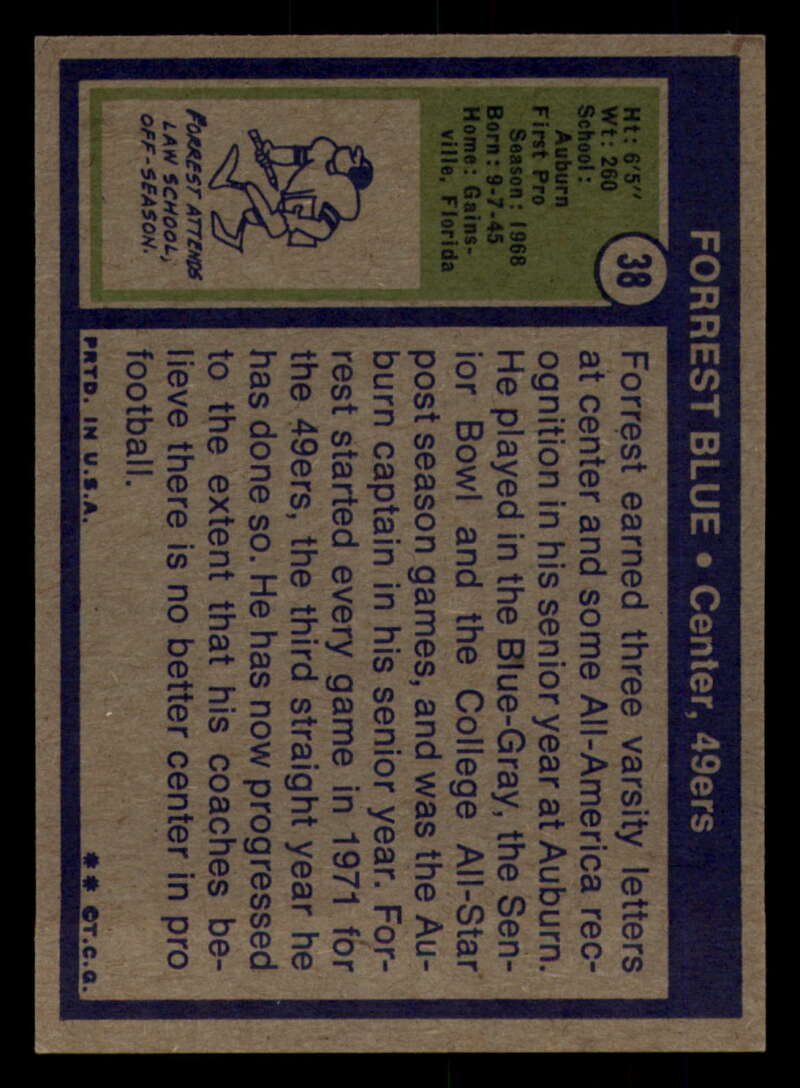 FORREST BLUE • Center, 49ers
38
Ht: 6'5"
Wt: 260
School:
Auburn
First Pro
Season: 1968
Born: 9-7-45
Home: Gains-
ville, Florida
FORREST ATTENDS
LAW SCHOOL,
OFF-SEASON.
Forrest earned three varsity letters
at center and some All-America rec-
ognition in his senior year at Auburn.
He played in the Blue-Gray, the Sen-
ior Bowl and the College All-Star
post season games, and was the Au-
burn captain in his senior year. For-
rest started every game in 1971 for
the 49ers, the third straight year he
has done so. He has now progressed
to the extent that his coaches be-
lieve there is no better center in pro
football.
PRTD. IN U.S.A.
** ©T.C.G.